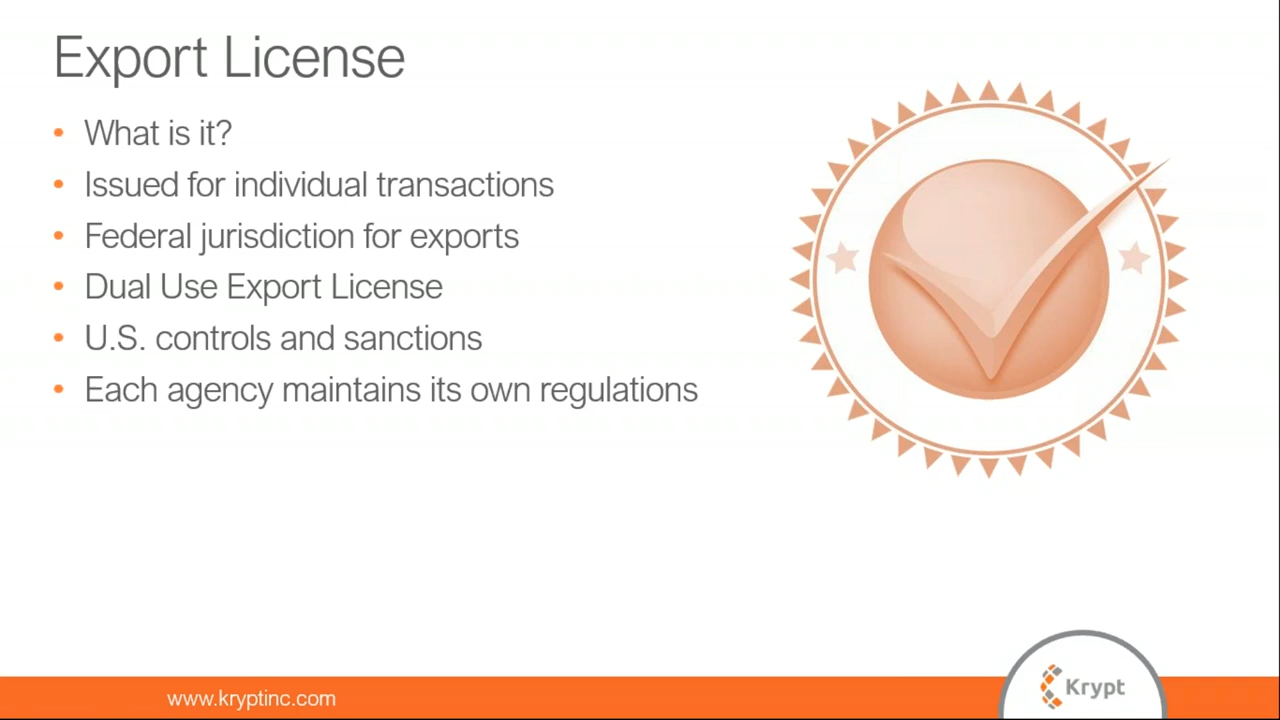 Export License
• What is it?
• Issued for individual transactions
• Federal jurisdiction for exports
• Dual Use Export License
• U.S. controls and sanctions
• Each agency maintains its own regulations
www.kryptinc.com
Krypt